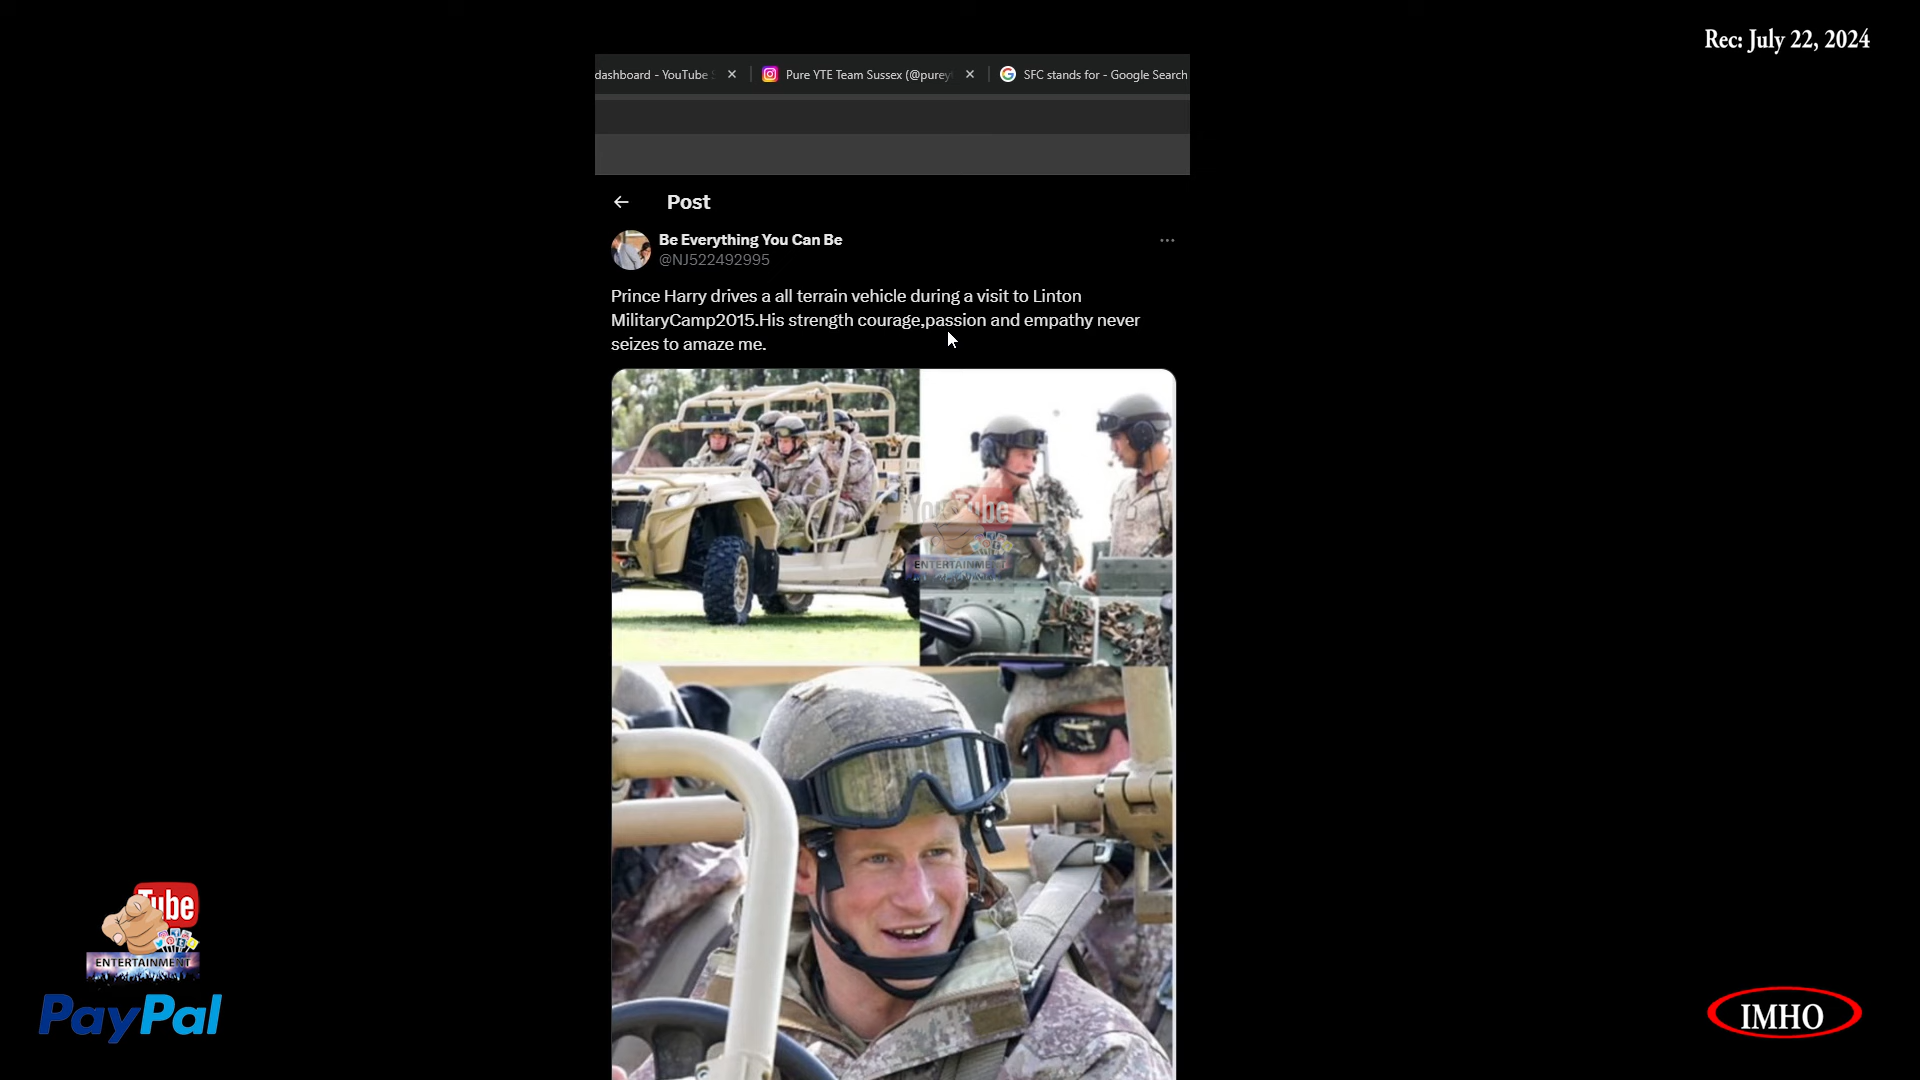 Rec: July 22, 2024
dashboard - YouTube
Pure YTE Team Sussex (@purey
SFC stands for - Google Search
Post
Be Everything You Can Be
@NJ522492995
Prince Harry drives a all terrain vehicle during a visit to Linton
MilitaryCamp2015.His strength courage,passion and empathy never
seizes to amaze me.
YouTube
ENTERTAINMENT
Tube
ENTERTAINMENT
PayPal
IMHO